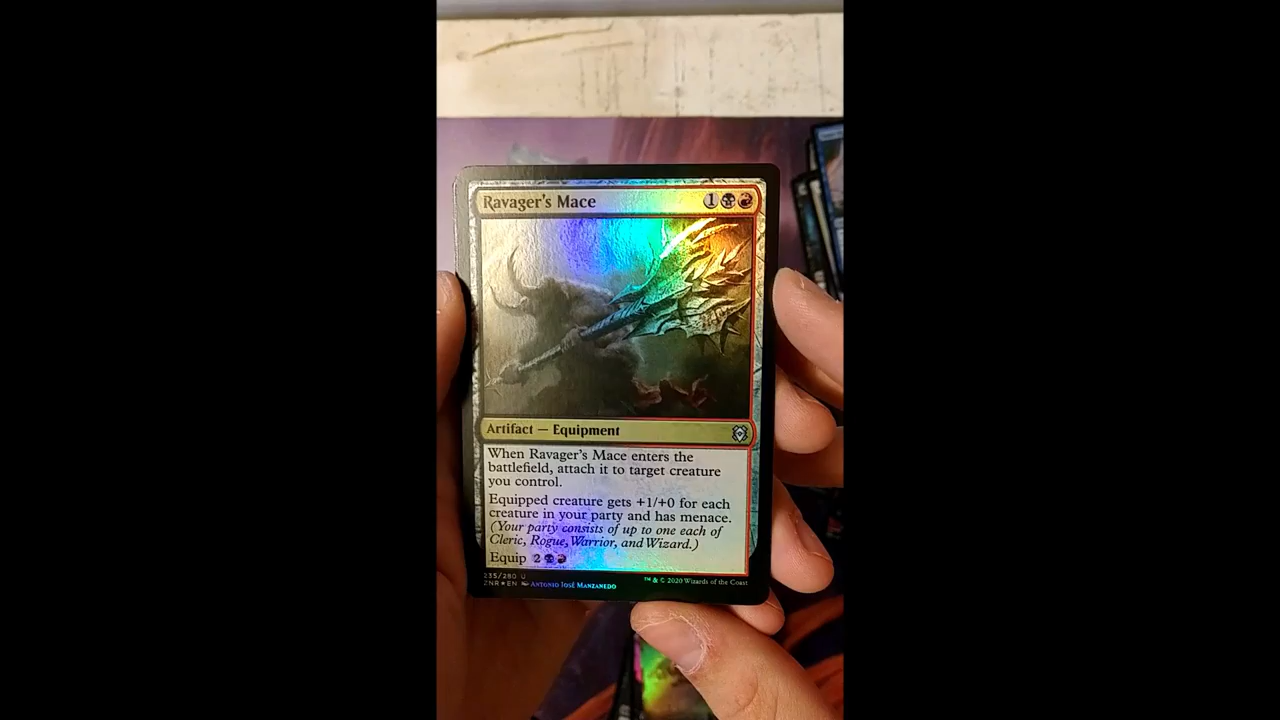 Ravager's Mace 1
Artifact — Equipment
When Ravager's Mace enters the
battlefield, attach it to target creature
you control.
Equipped creature gets +1/+0 for each
creature in your party and has menace.
(Your party consists of up to one each of
Cleric, Rogue, Warrior, and Wizard.)
Equip 2
235/280 U
ZNR★EN Antonio José Manzanedo
™ & © 2020 Wizards of the Coast